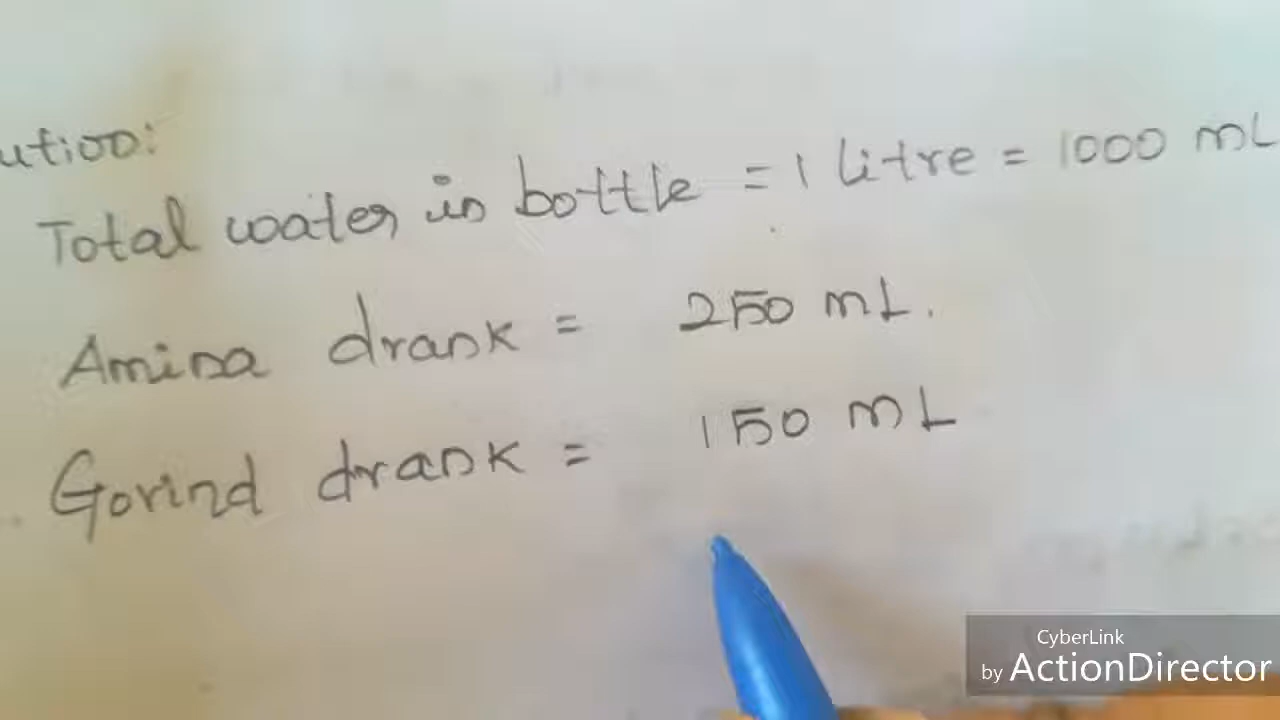 ution:
Total water in bottle = 1 litre = 1000 mL
Amina drank = 250 mL.
Govind drank = 150 mL
CyberLink
by ActionDirector